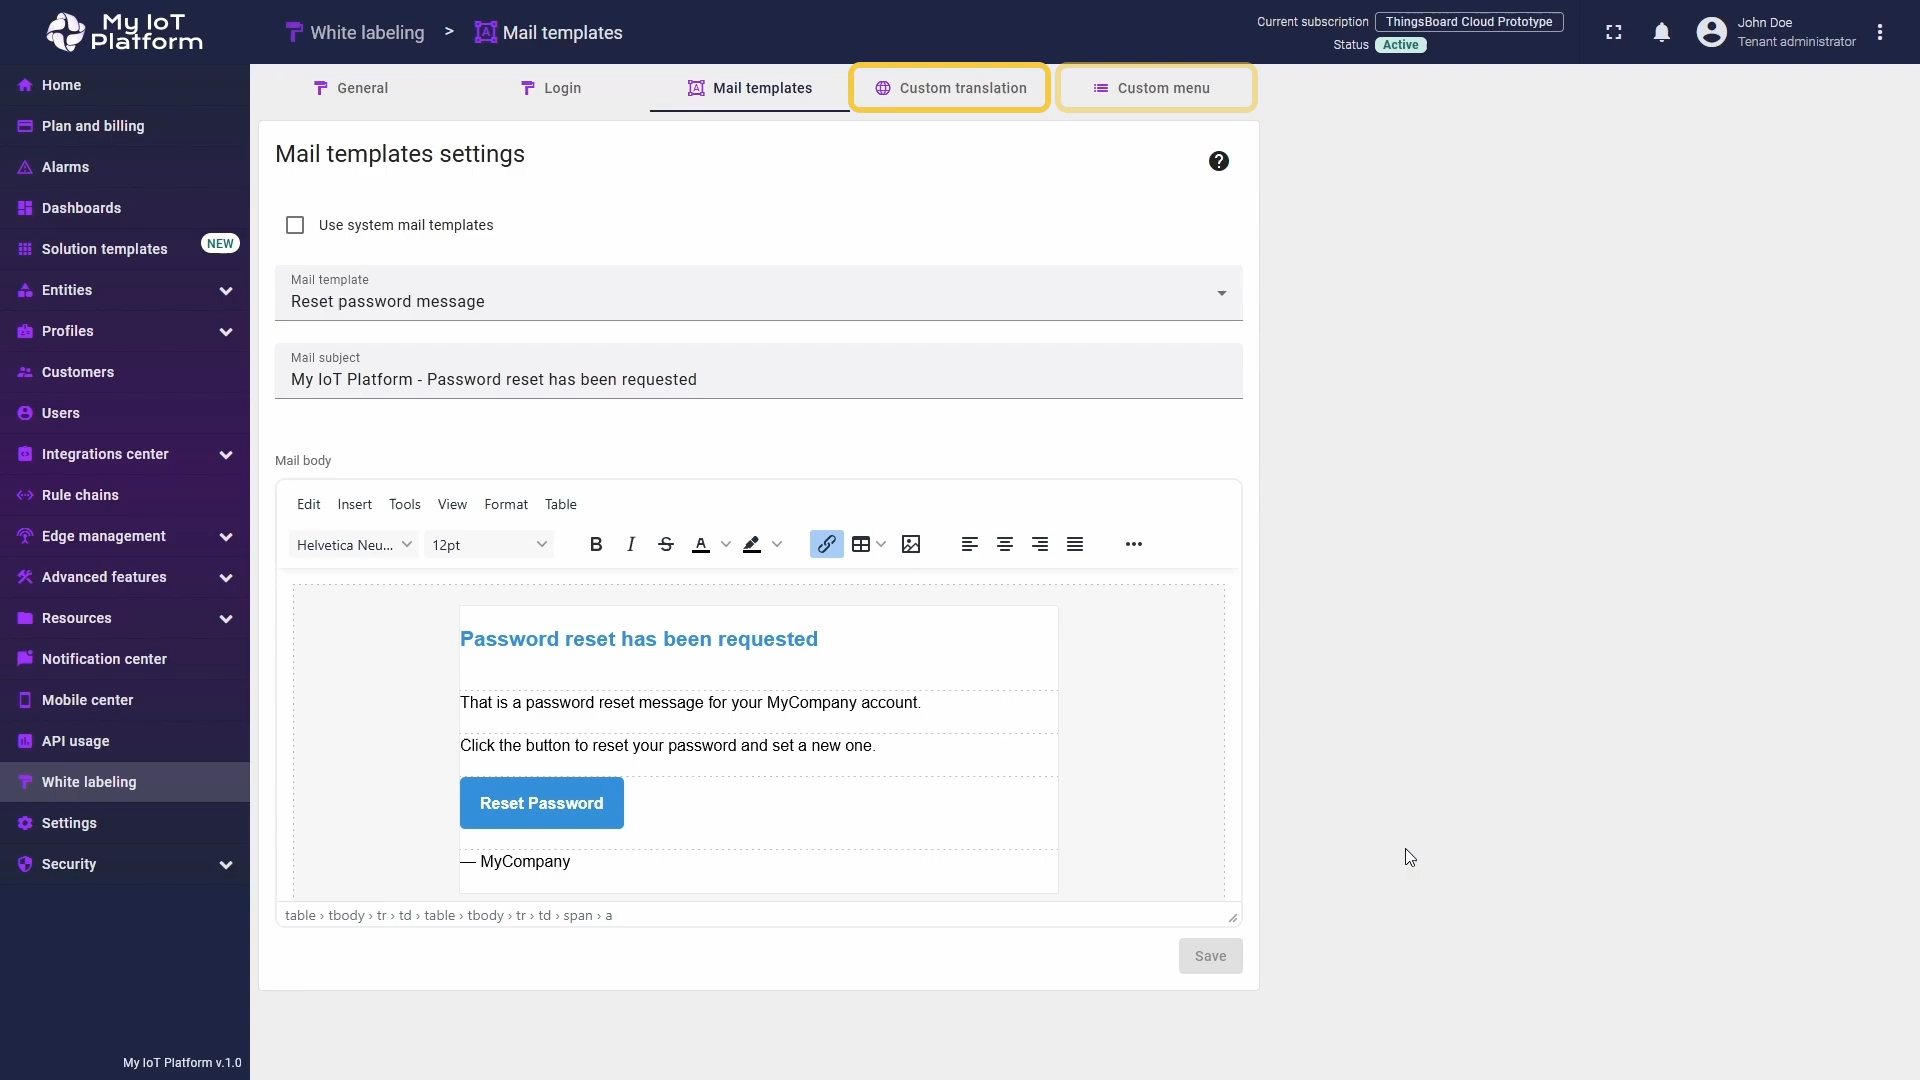 My IoT
Platform
White labeling > Mail templates
Current subscription ThingsBoard Cloud Prototype
Status Active
John Doe
Tenant administrator
Home
Plan and billing
Alarms
Dashboards
Solution templates NEW
Entities
Profiles
Customers
Users
Integrations center
Rule chains
Edge management
Advanced features
Resources
Notification center
Mobile center
API usage
White labeling
Settings
Security
My IoT Platform v.1.0
General Login Mail templates Custom translation Custom menu
Mail templates settings
?
Use system mail templates
Mail template
Reset password message
Mail subject
My IoT Platform - Password reset has been requested
Mail body
Edit Insert Tools View Format Table
Helvetica Neu... 12pt B I S A
Password reset has been requested
That is a password reset message for your MyCompany account.
Click the button to reset your password and set a new one.
Reset Password
— MyCompany
table › tbody › tr › td › table › tbody › tr › td › span › a
Save